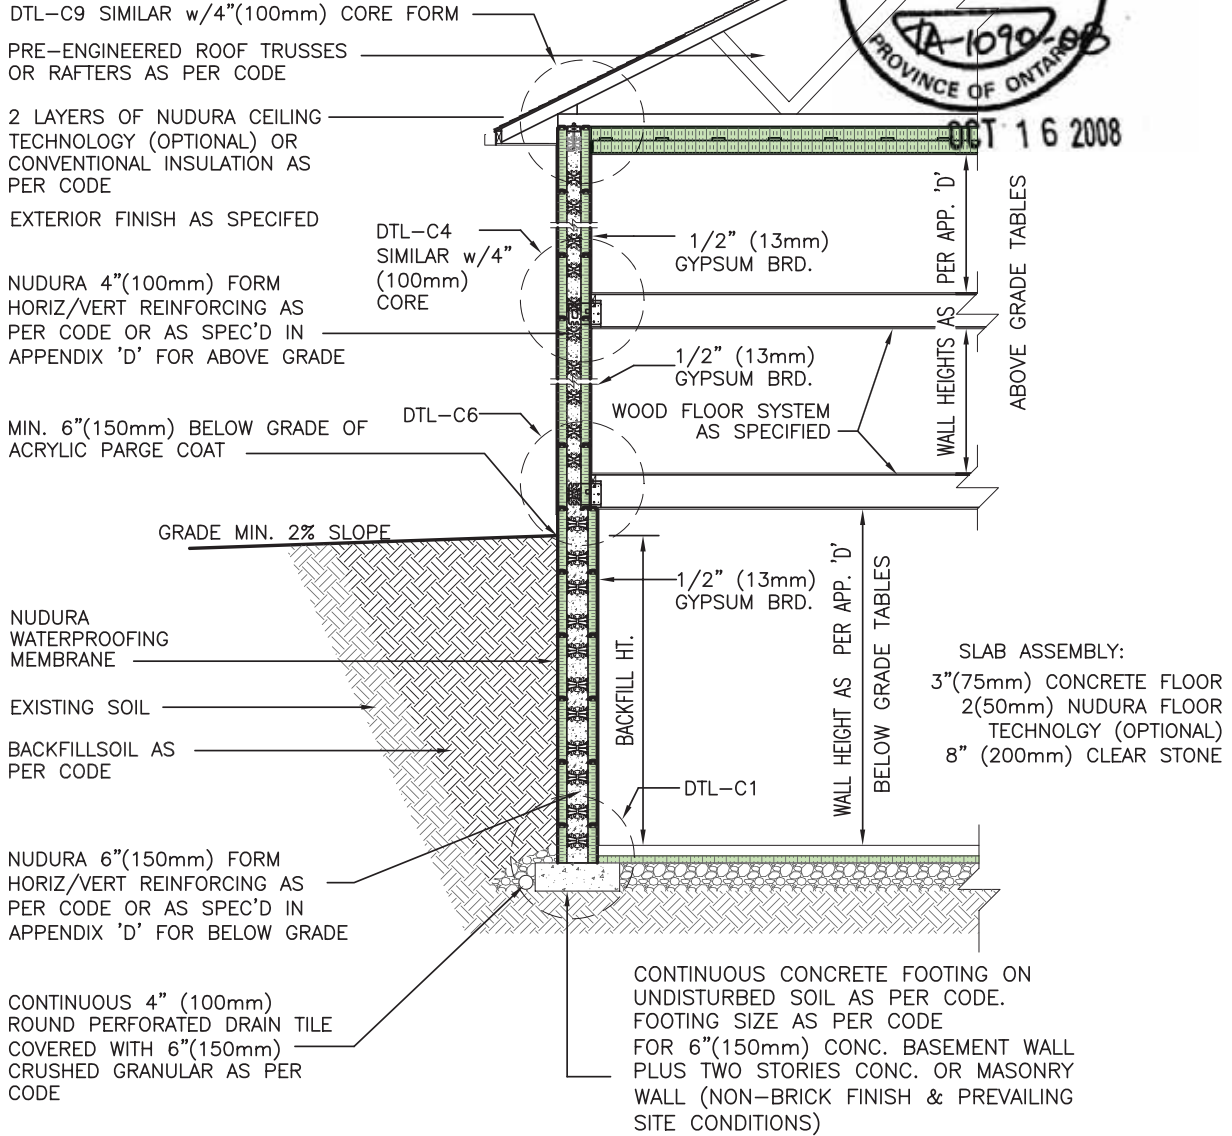 DTL-C9 SIMILAR w/4"(100mm) CORE FORM
PRE-ENGINEERED ROOF TRUSSES
OR RAFTERS AS PER CODE
2 LAYERS OF NUDURA CEILING
TECHNOLOGY (OPTIONAL) OR
CONVENTIONAL INSULATION AS
PER CODE
EXTERIOR FINISH AS SPECIFED
NUDURA 4"(100mm) FORM
HORIZ/VERT REINFORCING AS
PER CODE OR AS SPEC'D IN
APPENDIX 'D' FOR ABOVE GRADE
MIN. 6"(150mm) BELOW GRADE OF
ACRYLIC PARGE COAT
GRADE MIN. 2% SLOPE
NUDURA
WATERPROOFING
MEMBRANE
EXISTING SOIL
BACKFILLSOIL AS
PER CODE
NUDURA 6"(150mm) FORM
HORIZ/VERT REINFORCING AS
PER CODE OR AS SPEC'D IN
APPENDIX 'D' FOR BELOW GRADE
CONTINUOUS 4" (100mm)
ROUND PERFORATED DRAIN TILE
COVERED WITH 6"(150mm)
CRUSHED GRANULAR AS PER
CODE
DTL-C4
SIMILAR w/4"
(100mm)
CORE
DTL-C6
1/2" (13mm)
GYPSUM BRD.
1/2" (13mm)
GYPSUM BRD.
WOOD FLOOR SYSTEM
AS SPECIFIED
1/2" (13mm)
GYPSUM BRD.
BACKFILL HT.
DTL-C1
WALL HEIGHT AS PER APP. 'D'
BELOW GRADE TABLES
WALL HEIGHTS AS PER APP. 'D'
ABOVE GRADE TABLES
PROVINCE OF ONTARIO
OCT 16 2008
SLAB ASSEMBLY:
3"(75mm) CONCRETE FLOOR
2(50mm) NUDURA FLOOR
TECHNOLGY (OPTIONAL)
8" (200mm) CLEAR STONE
CONTINUOUS CONCRETE FOOTING ON
UNDISTURBED SOIL AS PER CODE.
FOOTING SIZE AS PER CODE
FOR 6"(150mm) CONC. BASEMENT WALL
PLUS TWO STORIES CONC. OR MASONRY
WALL (NON-BRICK FINISH & PREVAILING
SITE CONDITIONS)